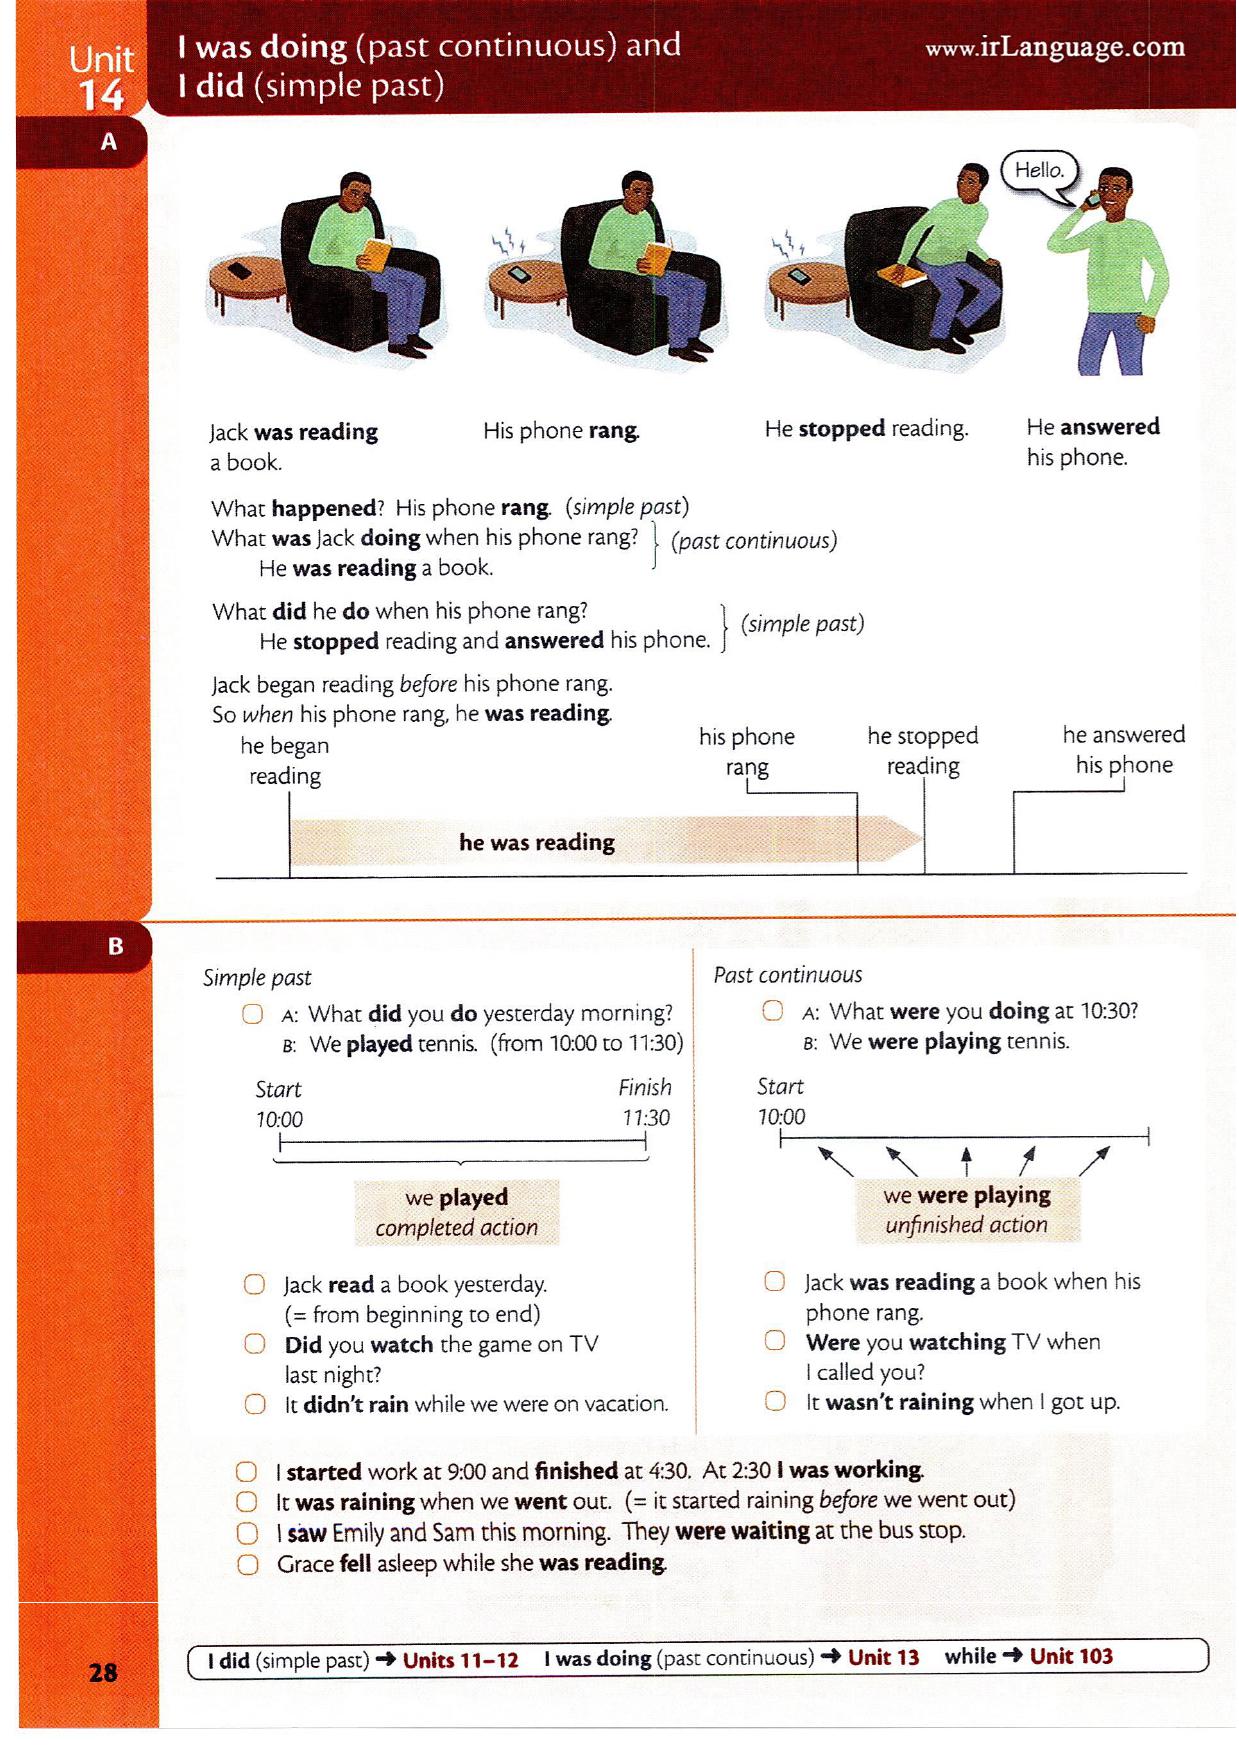 Unit
14
I was doing (past continuous) and
I did (simple past)
www.irLanguage.com
A
Hello.
Jack was reading
a book.
His phone rang.
He stopped reading.
He answered
his phone.
What happened? His phone rang. (simple past)
What was Jack doing when his phone rang?
He was reading a book.
(past continuous)
What did he do when his phone rang?
He stopped reading and answered his phone.
(simple past)
Jack began reading before his phone rang.
So when his phone rang, he was reading.
he began
reading
his phone
rang
he stopped
reading
he answered
his phone
he was reading
B
Simple past
A: What did you do yesterday morning?
B: We played tennis. (from 10:00 to 11:30)
Start
10:00
Finish
11:30
we played
completed action
Jack read a book yesterday.
(= from beginning to end)
Did you watch the game on TV
last night?
It didn't rain while we were on vacation.
Past continuous
A: What were you doing at 10:30?
B: We were playing tennis.
Start
10:00
we were playing
unfinished action
Jack was reading a book when his
phone rang.
Were you watching TV when
I called you?
It wasn't raining when I got up.
I started work at 9:00 and finished at 4:30. At 2:30 I was working.
It was raining when we went out. (= it started raining before we went out)
I saw Emily and Sam this morning. They were waiting at the bus stop.
Grace fell asleep while she was reading.
28
I did (simple past) → Units 11–12 I was doing (past continuous) → Unit 13 while → Unit 103